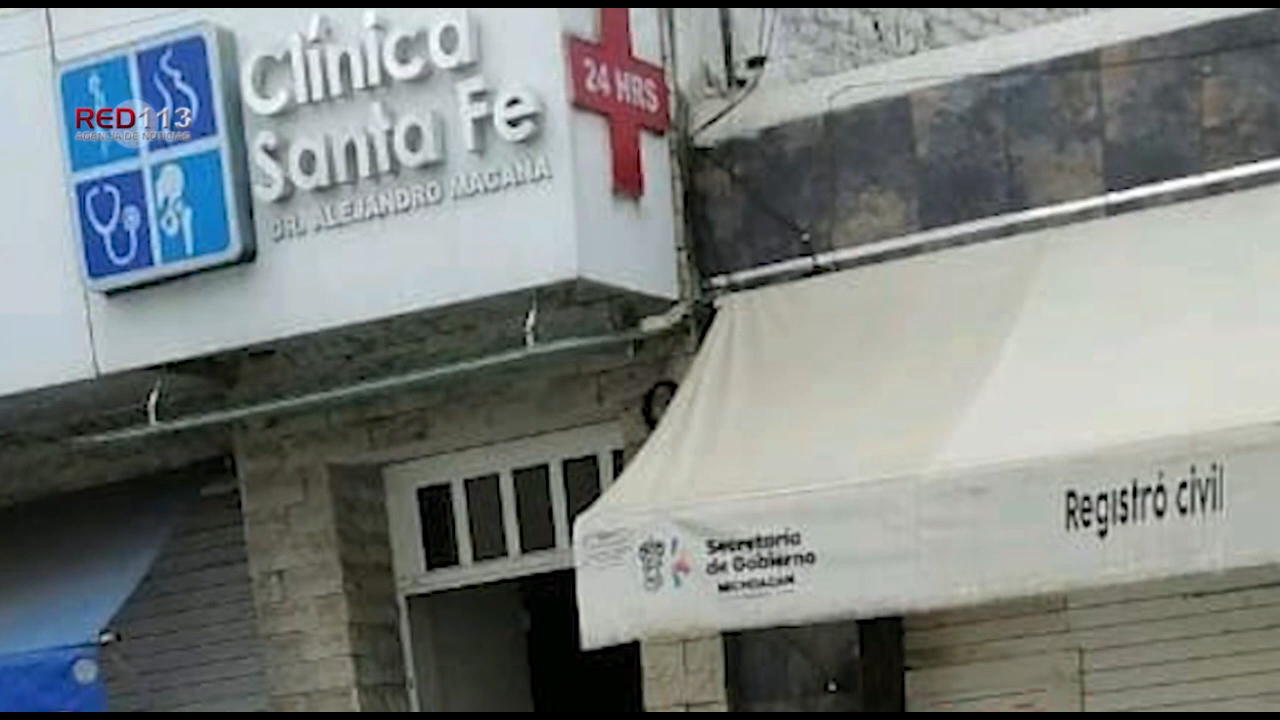 Clínica
Santa Fe
DR. ALEJANDRO MAGAÑA
24 HRS
RED113
AGENCIA DE NOTICIAS
Registró civil
Secretaría
de Gobierno
MICHOACÁN